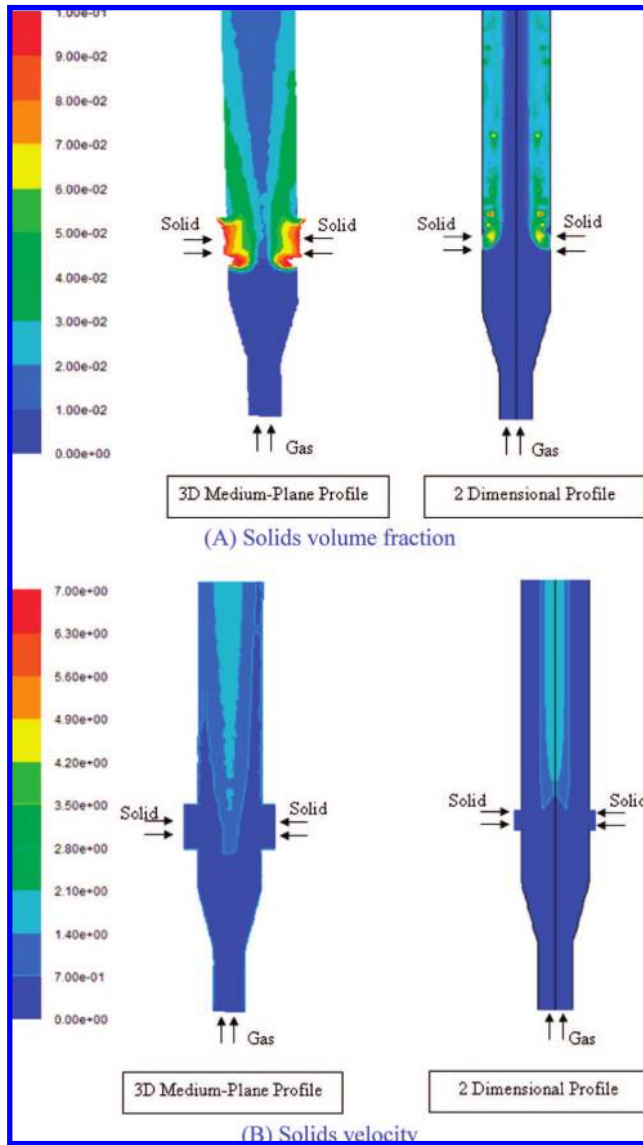 1.00e-01
9.00e-02
8.00e-02
7.00e-02
6.00e-02
5.00e-02
4.00e-02
3.00e-02
2.00e-02
1.00e-02
0.00e+00
Solid
Solid
Solid
Solid
Gas
Gas
3D Medium-Plane Profile
2 Dimensional Profile
(A) Solids volume fraction
7.00e+00
6.30e+00
5.60e+00
4.90e+00
4.20e+00
3.50e+00
2.80e+00
2.10e+00
1.40e+00
7.00e-01
0.00e+00
Solid
Solid
Solid
Solid
Gas
Gas
3D Medium-Plane Profile
2 Dimensional Profile
(B) Solids velocity